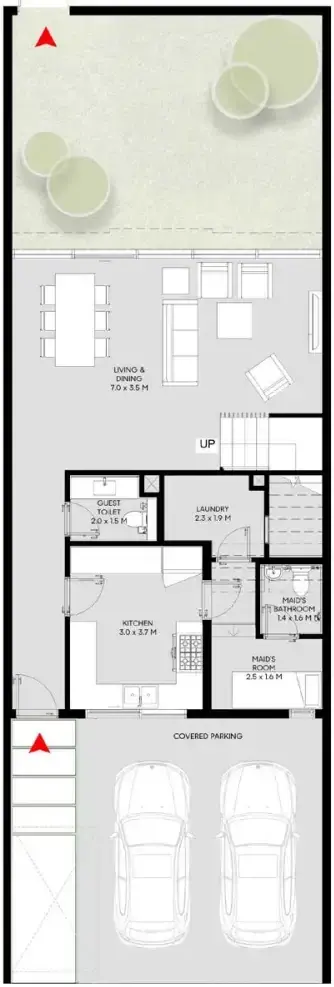 LIVING &
DINING
7.0 x 3.5 M
UP
GUEST
TOILET
2.0 x 1.5 M
LAUNDRY
2.3 x 1.9 M
KITCHEN
3.0 x 3.7 M
MAID'S
BATHROOM
1.4 x 1.6 M
MAID'S
ROOM
2.5 x 1.6 M
COVERED PARKING